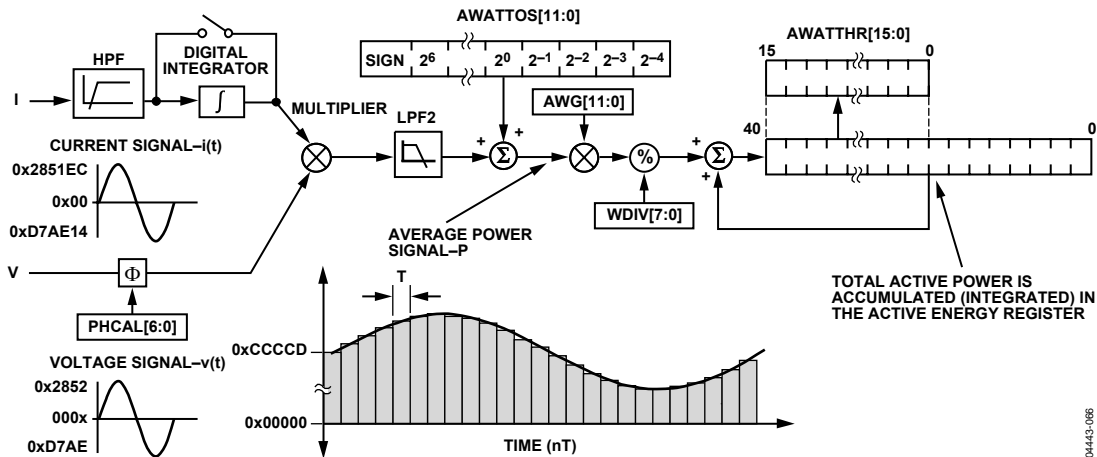 AWATTOS[11:0]
SIGN 2⁶ 2⁰ 2–1 2–2 2–3 2–4
AWATTHR[15:0]
15 0
40 0
HPF
DIGITAL
INTEGRATOR
I
∫
MULTIPLIER
LPF2
AWG[11:0]
+ +
Σ
%
WDIV[7:0]
+
Σ
+
CURRENT SIGNAL–i(t)
0x2851EC
0x00
0xD7AE14
V
Φ
PHCAL[6:0]
VOLTAGE SIGNAL–v(t)
0x2852
000x
0xD7AE
AVERAGE POWER
SIGNAL–P
T
0xCCCCD
0x00000
TIME (nT)
TOTAL ACTIVE POWER IS
ACCUMULATED (INTEGRATED) IN
THE ACTIVE ENERGY REGISTER
04443-066